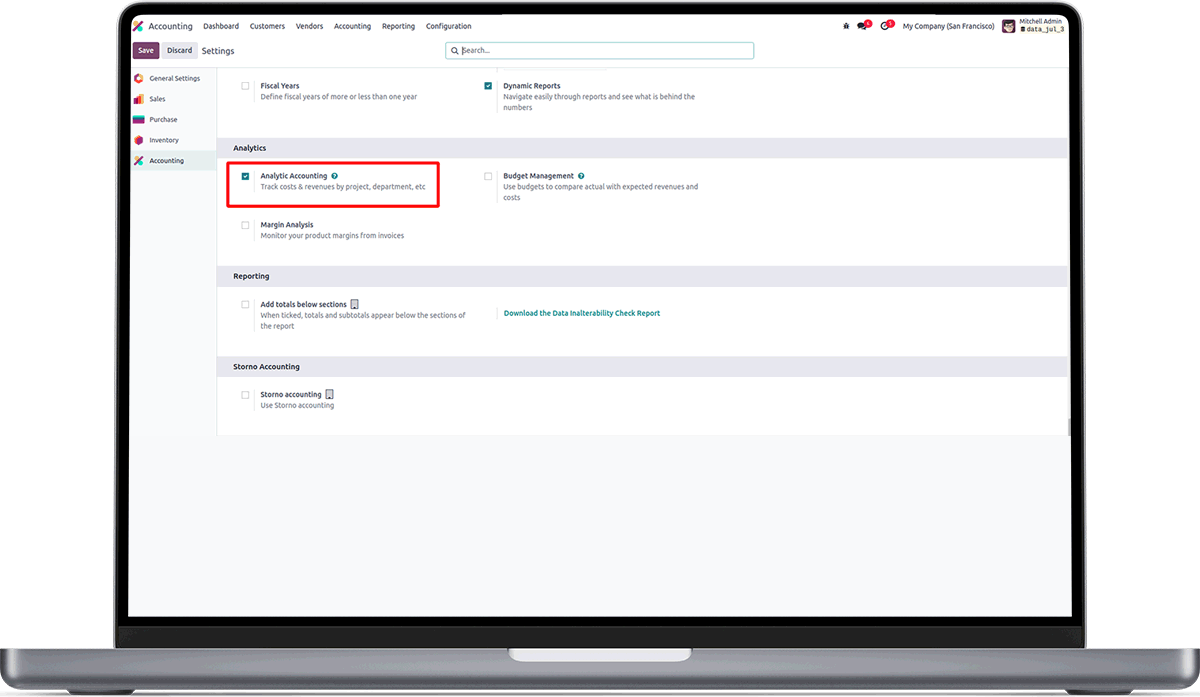 Accounting Dashboard Customers Vendors Accounting Reporting Configuration
My Company (San Francisco)
Mitchell Admin
data_jul_3
Save Discard Settings
Search...
General Settings
Sales
Purchase
Inventory
Accounting
Fiscal Years
Define fiscal years of more or less than one year
Dynamic Reports
Navigate easily through reports and see what is behind the
numbers
Analytics
Analytic Accounting ?
Track costs & revenues by project, department, etc
Budget Management ?
Use budgets to compare actual with expected revenues and
costs
Margin Analysis
Monitor your product margins from invoices
Reporting
Add totals below sections
When ticked, totals and subtotals appear below the sections of
the report
Download the Data Inalterability Check Report
Storno Accounting
Storno accounting
Use Storno accounting